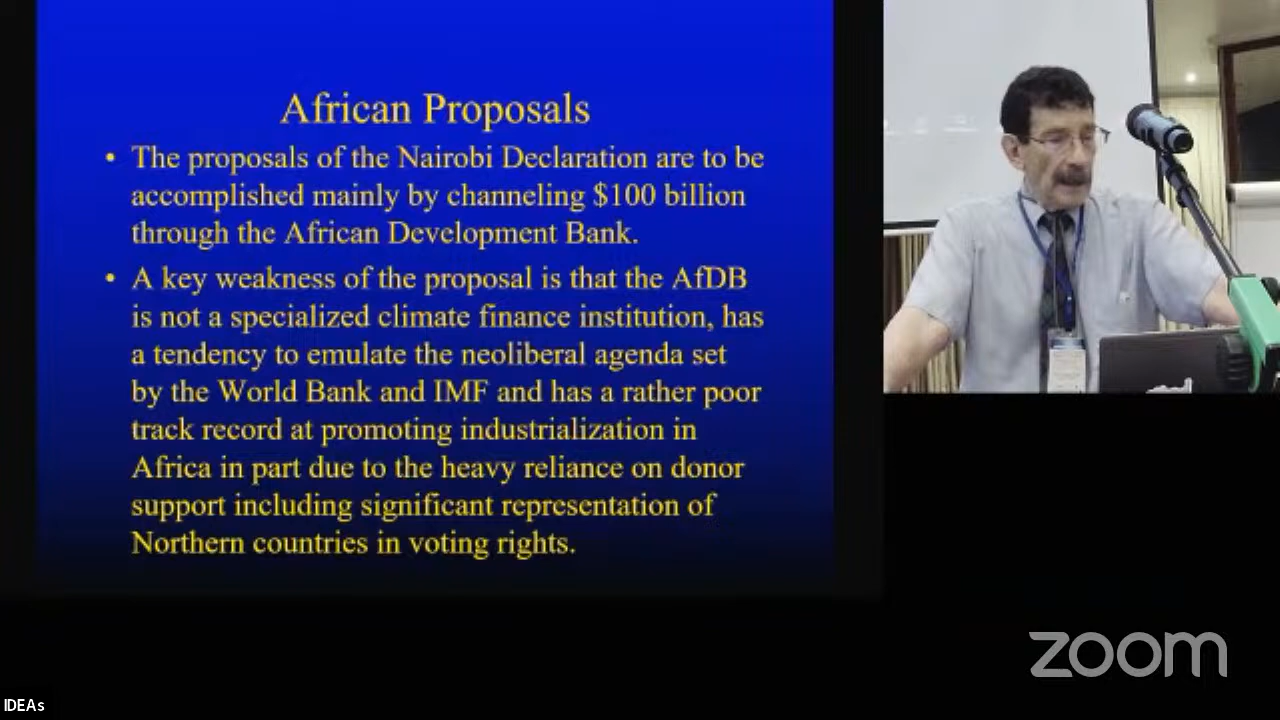 African Proposals
• The proposals of the Nairobi Declaration are to be
accomplished mainly by channeling $100 billion
through the African Development Bank.
• A key weakness of the proposal is that the AfDB
is not a specialized climate finance institution, has
a tendency to emulate the neoliberal agenda set
by the World Bank and IMF and has a rather poor
track record at promoting industrialization in
Africa in part due to the heavy reliance on donor
support including significant representation of
Northern countries in voting rights.
zoom
IDEAs